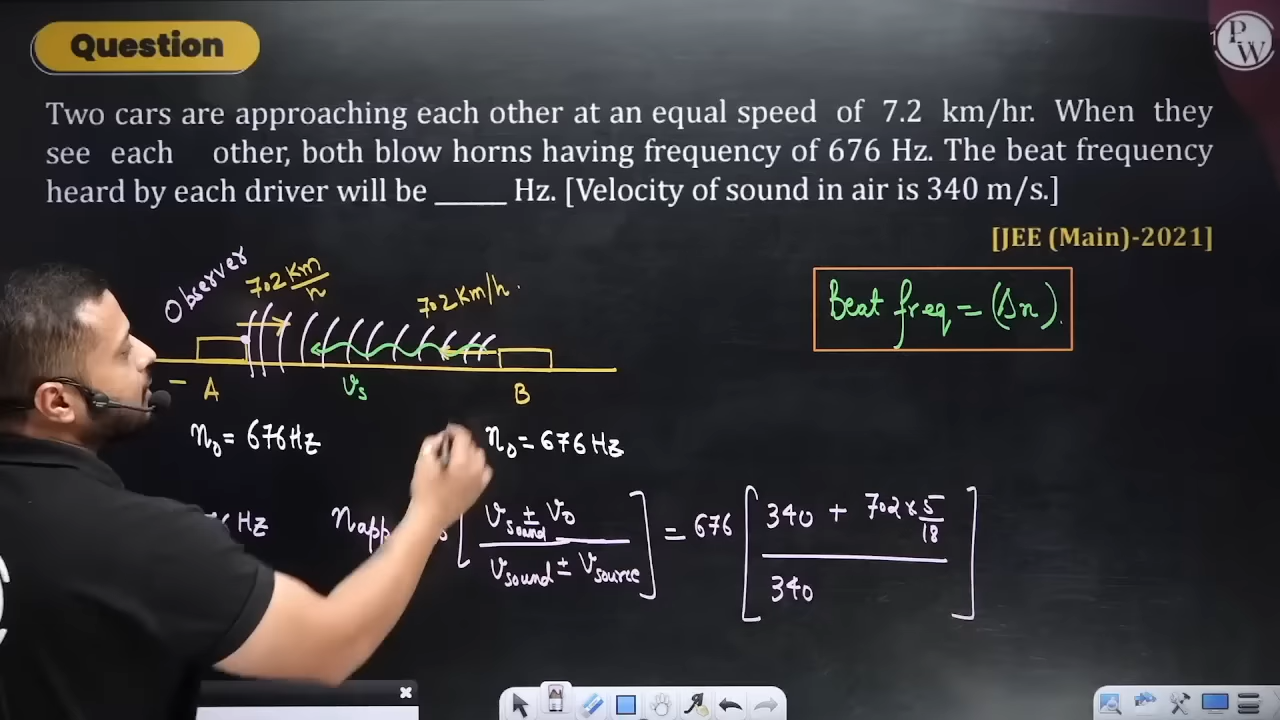 Question
PW
Two cars are approaching each other at an equal speed of 7.2 km/hr. When they
see each other, both blow horns having frequency of 676 Hz. The beat frequency
heard by each driver will be _____ Hz. [Velocity of sound in air is 340 m/s.]
[JEE (Main)-2021]
Observer
7.2 Km/h
7.2 Km/h.
Beat freq = (Δn).
A
Vs
B
n₀ = 676 Hz
n₀ = 676 Hz
Hz
napp
[Vsound ± V₀ / Vsound ± Vsource] = 676 [340 + 7.2 × 5/18 / 340]